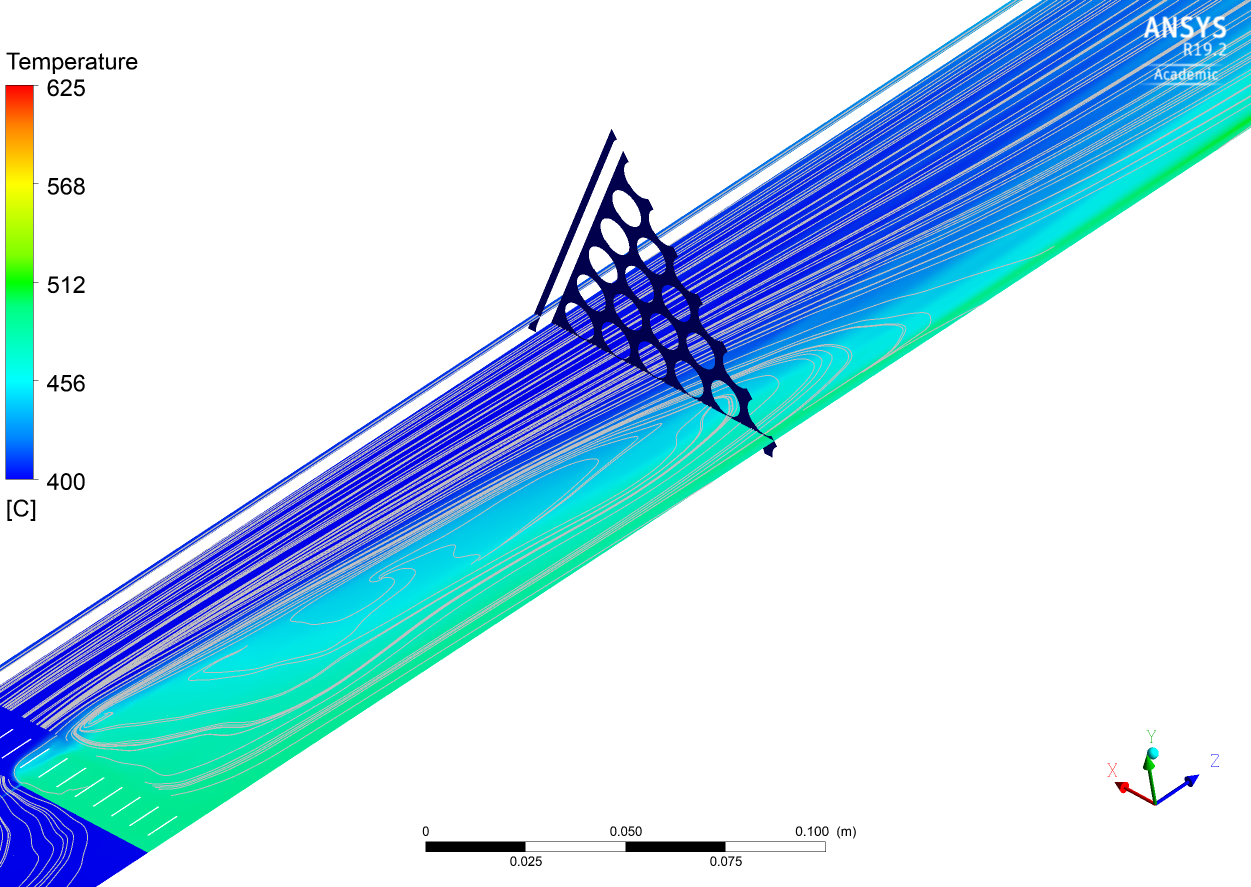 ANSYS
R19.2
Academic
Temperature
625
568
512
456
400
[C]
Y
X
Z
0 0.050 0.100 (m)
0.025 0.075